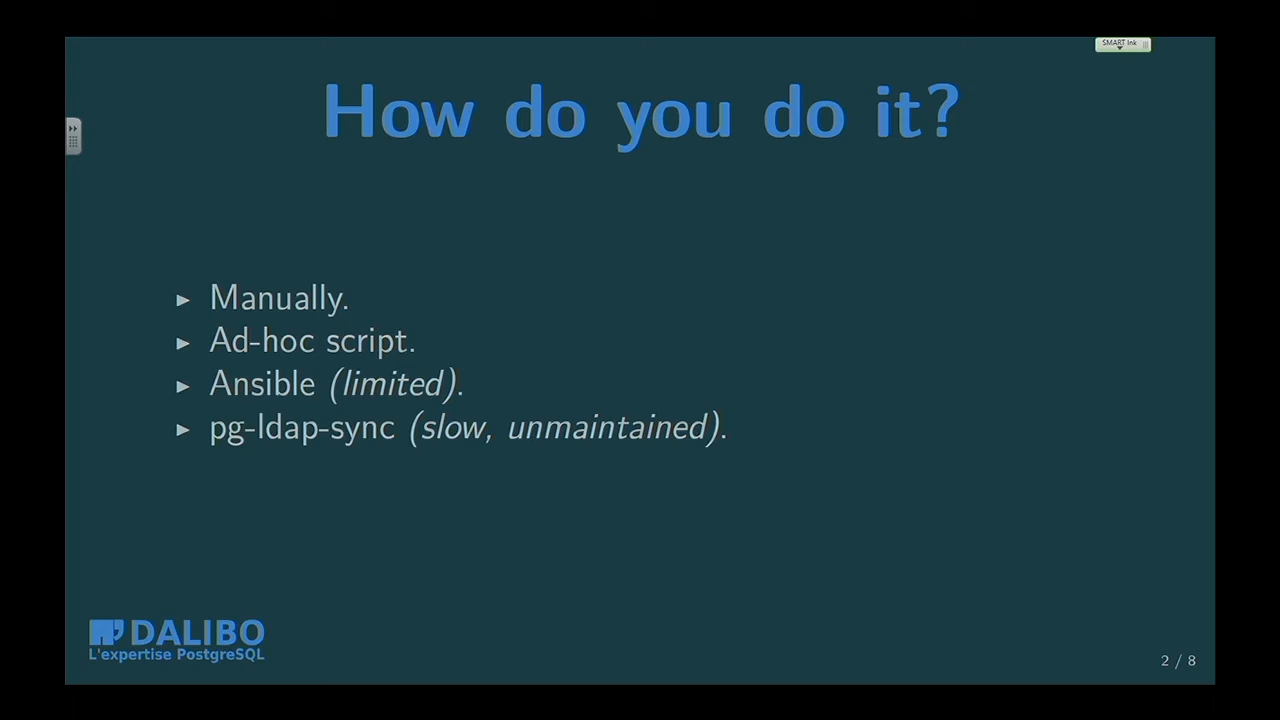 SMART Ink
How do you do it?
Manually.
Ad-hoc script.
Ansible (limited).
pg-ldap-sync (slow, unmaintained).
DALIBO
L'expertise PostgreSQL
2 / 8